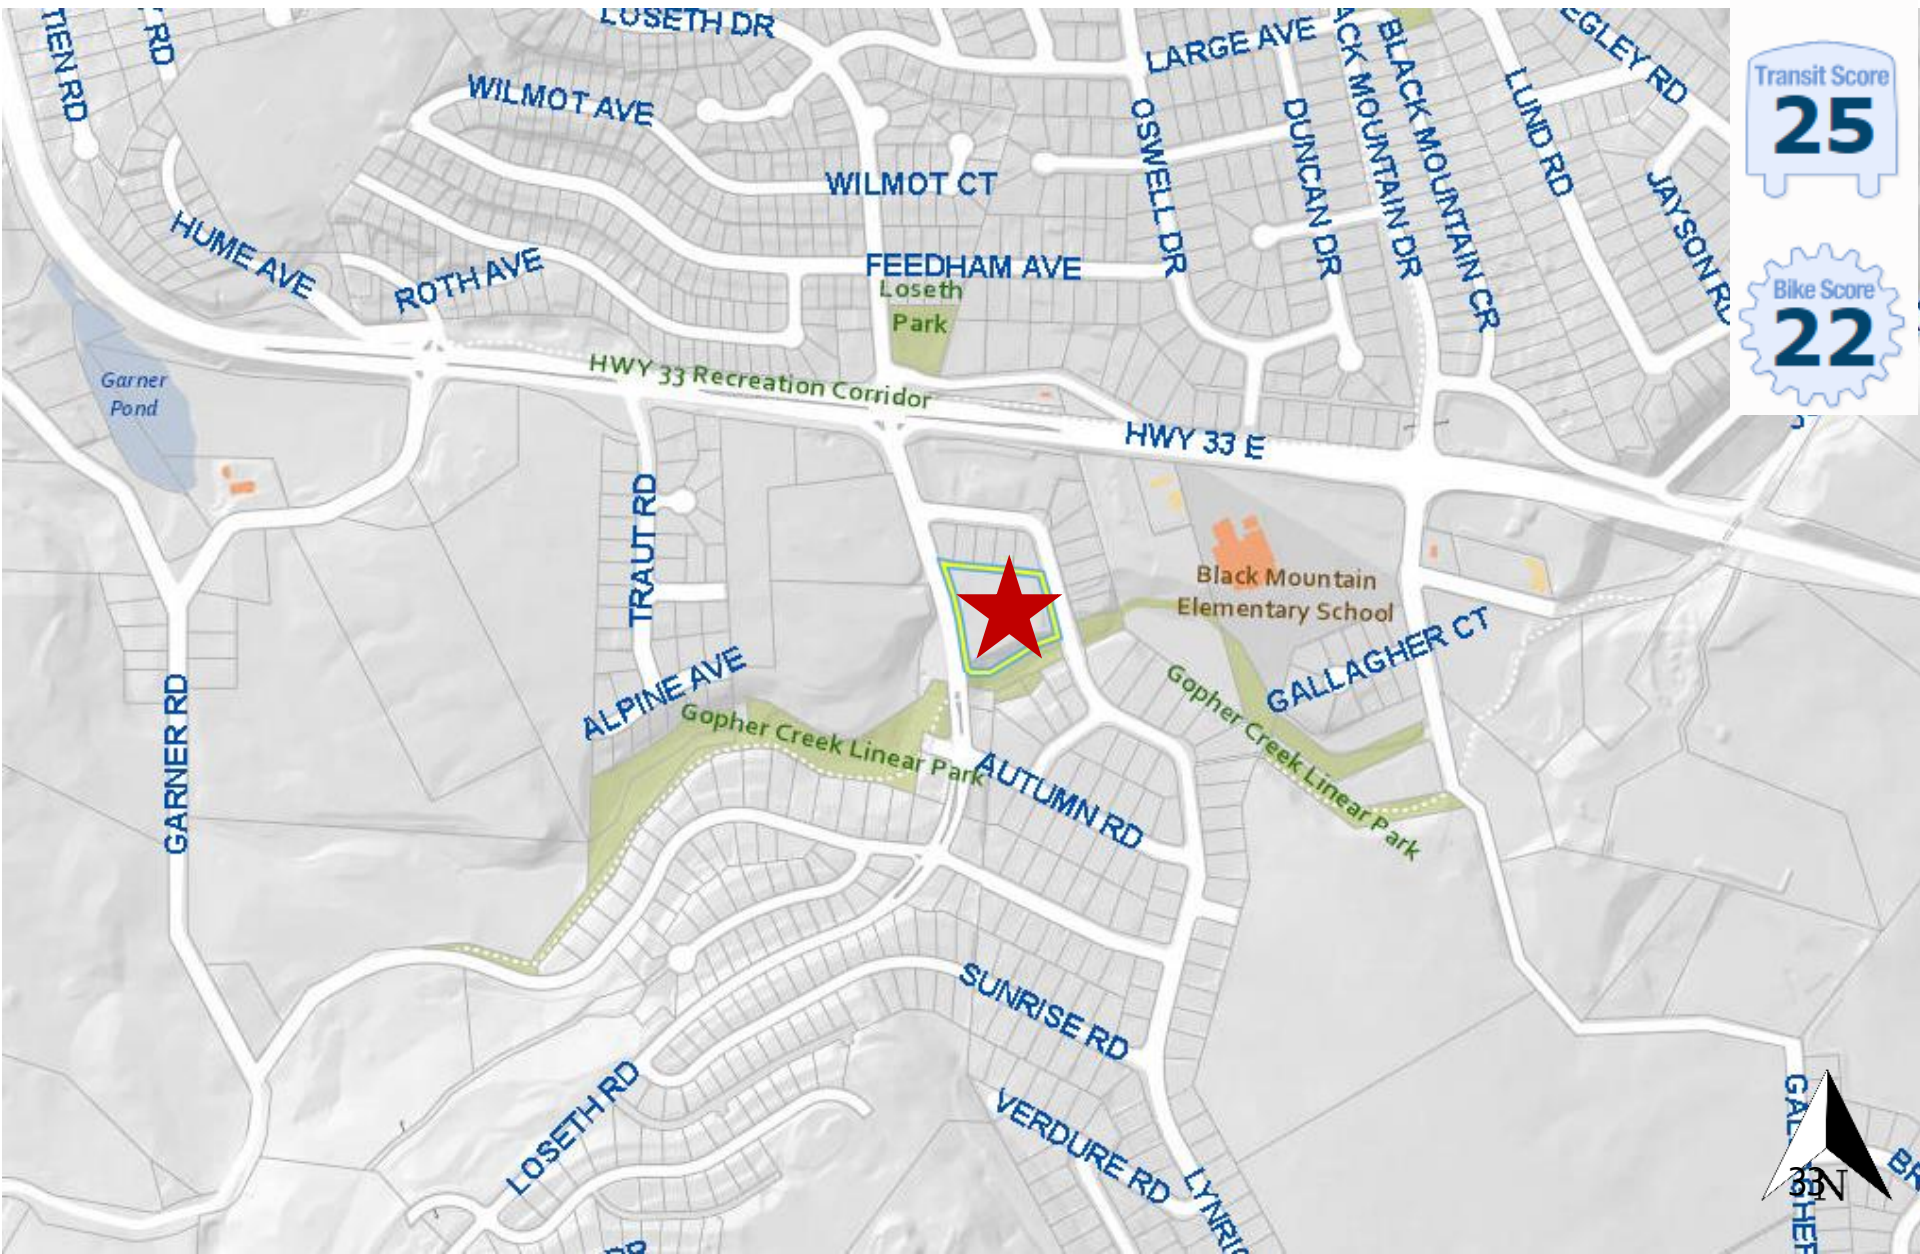 LOSETH DR
LARGE AVE
BLACK MOUNTAIN CR
LUND RD
Transit Score
25
WILMOT AVE
OSWELL DR
DUNCAN DR
WILMOT CT
JAYSON RD
HUME AVE
ROTH AVE
FEEDHAM AVE
Loseth
Park
Bike Score
22
Garner
Pond
HWY 33 Recreation Corridor
HWY 33 E
TRAUT RD
Black Mountain
Elementary School
GALLAGHER CT
ALPINE AVE
Gopher Creek Linear Park
Gopher Creek Linear Park
GARNER RD
AUTUMN RD
SUNRISE RD
LOSETH RD
VERDURE RD
33
N